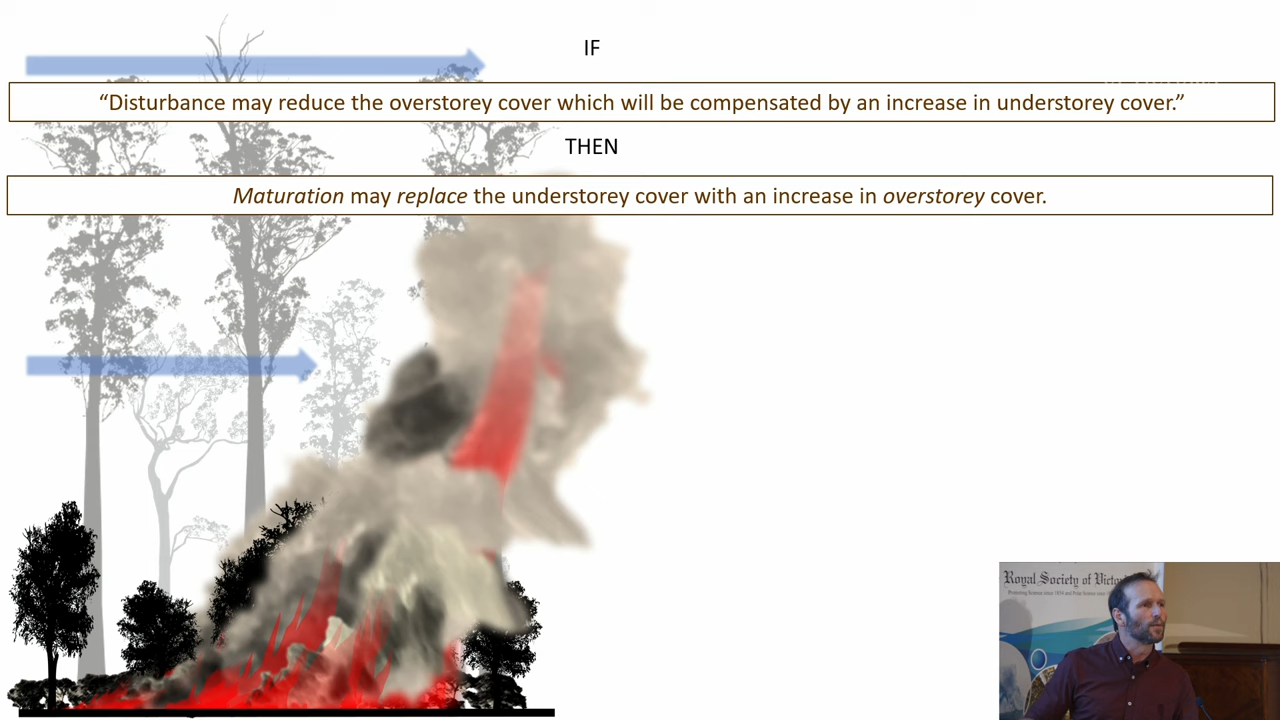 IF
“Disturbance may reduce the overstorey cover which will be compensated by an increase in understorey cover.”
THEN
Maturation may replace the understorey cover with an increase in overstorey cover.
Royal Society of